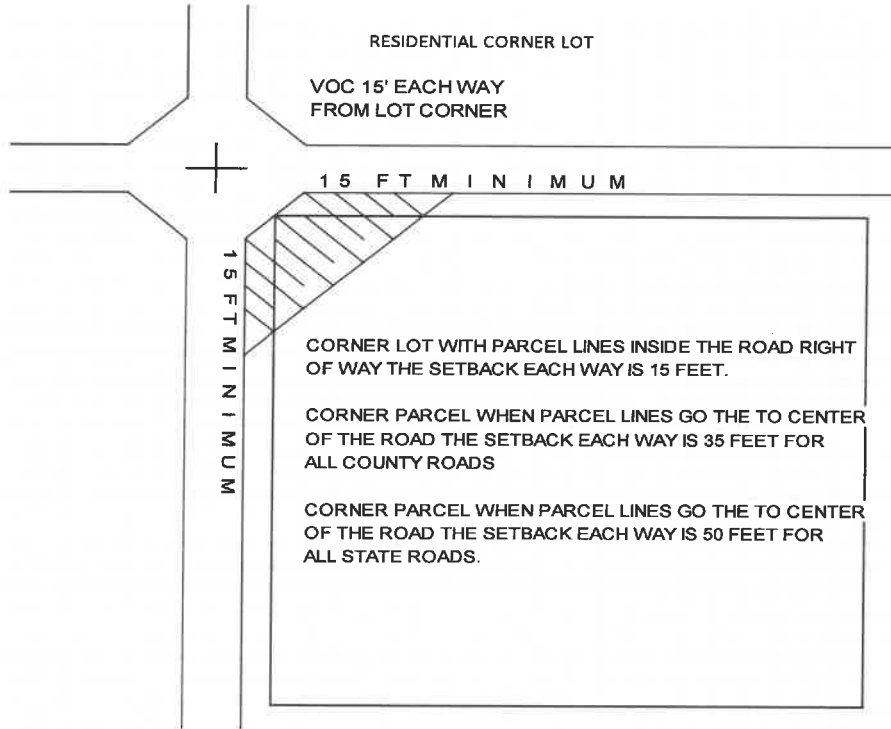 RESIDENTIAL CORNER LOT
VOC 15' EACH WAY
FROM LOT CORNER
15 FT MINIMUM
15 FT MINIMUM
CORNER LOT WITH PARCEL LINES INSIDE THE ROAD RIGHT
OF WAY THE SETBACK EACH WAY IS 15 FEET.
CORNER PARCEL WHEN PARCEL LINES GO THE TO CENTER
OF THE ROAD THE SETBACK EACH WAY IS 35 FEET FOR
ALL COUNTY ROADS
CORNER PARCEL WHEN PARCEL LINES GO THE TO CENTER
OF THE ROAD THE SETBACK EACH WAY IS 50 FEET FOR
ALL STATE ROADS.